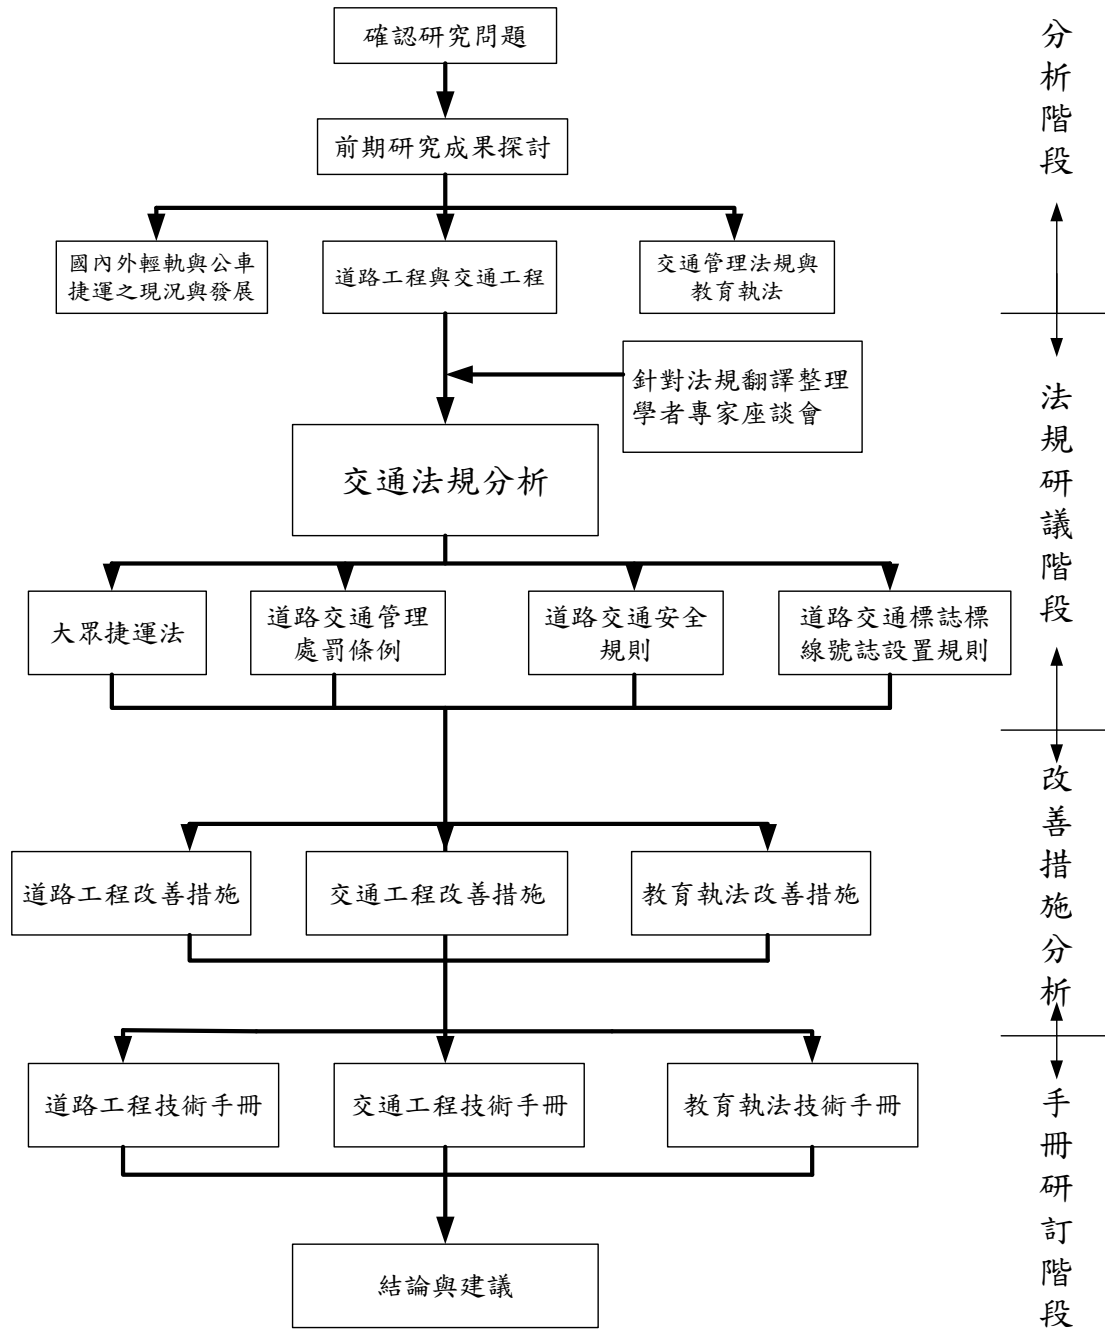 確認研究問題
前期研究成果探討
國內外輕軌與公車
捷運之現況與發展
道路工程與交通工程
交通管理法規與
教育執法
針對法規翻譯整理
學者專家座談會
交通法規分析
大眾捷運法
道路交通管理
處罰條例
道路交通安全
規則
道路交通標誌標
線號誌設置規則
道路工程改善措施
交通工程改善措施
教育執法改善措施
道路工程技術手冊
交通工程技術手冊
教育執法技術手冊
結論與建議
分析階段
法規研議階段
改善措施分析
手冊研訂階段